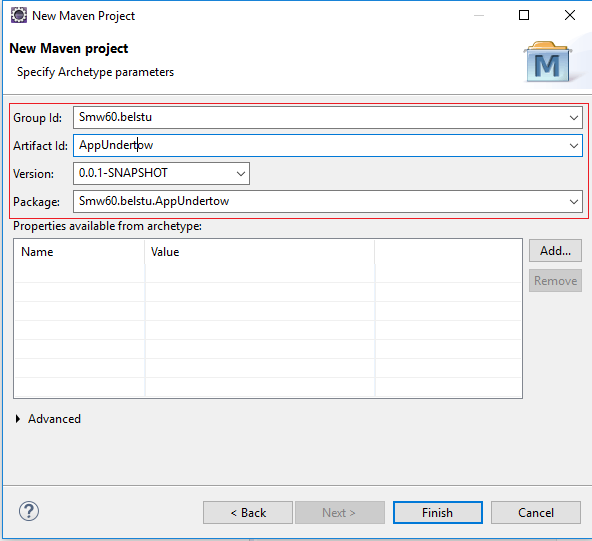 New Maven Project
New Maven project
Specify Archetype parameters
M
Group Id: Smw60.belstu
Artifact Id: AppUndertow
Version: 0.0.1-SNAPSHOT
Package: Smw60.belstu.AppUndertow
Properties available from archetype:
Name Value
Add...
Remove
Advanced
? < Back Next > Finish Cancel